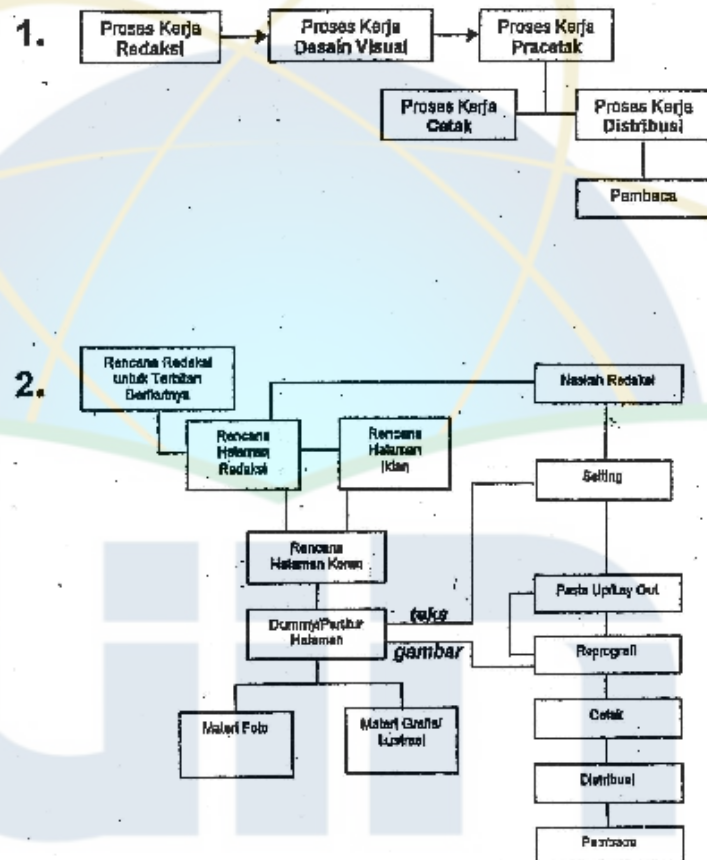 1.
Proses Kerja
Redaksi
Proses Kerja
Desain Visual
Proses Kerja
Pracetak
Proses Kerja
Cetak
Proses Kerja
Distribusi
Pembaca
2.
Rencana Redaksi
untuk Terbitan
Berikutnya
Naskah Redaksi
Rencana
Halaman
Redaksi
Rencana
Halaman
Iklan
Setting
Rencana
Halaman Koran
Paste Up/Lay Out
Dummy/Partitur
Halaman
teks
gambar
Reprografi
Materi Foto
Materi Grafis/
Ilustrasi
Cetak
Distribusi
Pembaca
uin